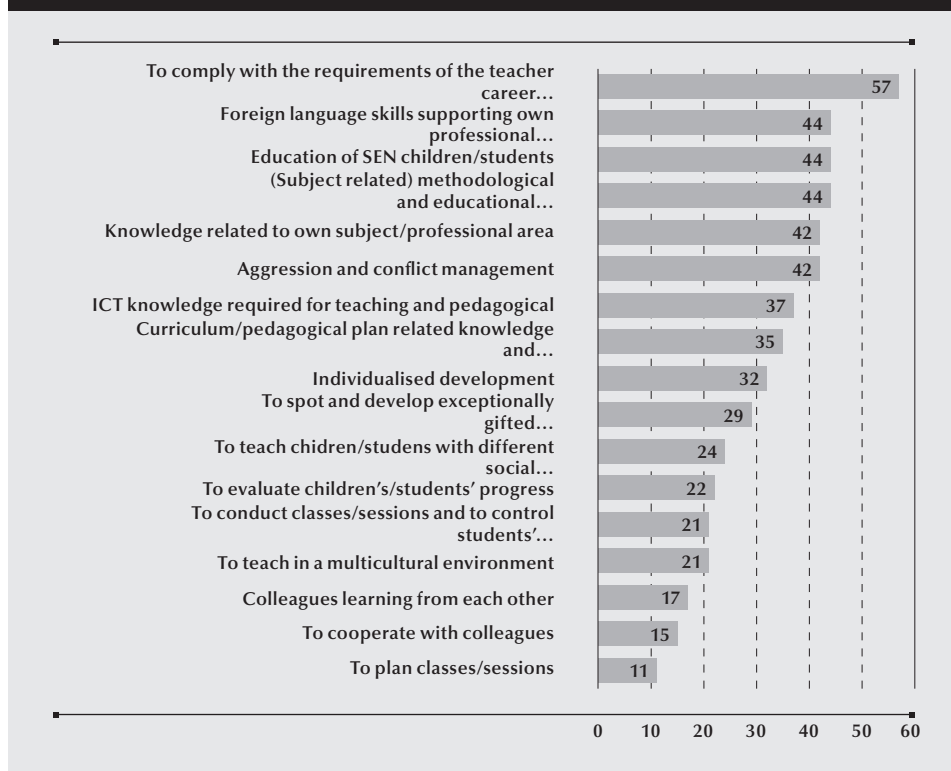 To comply with the requirements of the teacher
career...
57
Foreign language skills supporting own
professional...
44
Education of SEN children/students
44
(Subject related) methodological
and educational...
44
Knowledge related to own subject/professional area
42
Aggression and conflict management
42
ICT knowledge required for teaching and pedagogical
37
Curriculum/pedagogical plan related knowledge
and...
35
Individualised development
32
To spot and develop exceptionally
gifted...
29
To teach chidren/studens with different
social...
24
To evaluate children’s/students’ progress
22
To conduct classes/sessions and to control
students’...
21
To teach in a multicultural environment
21
Colleagues learning from each other
17
To cooperate with colleagues
15
To plan classes/sessions
11
0 10 20 30 40 50 60